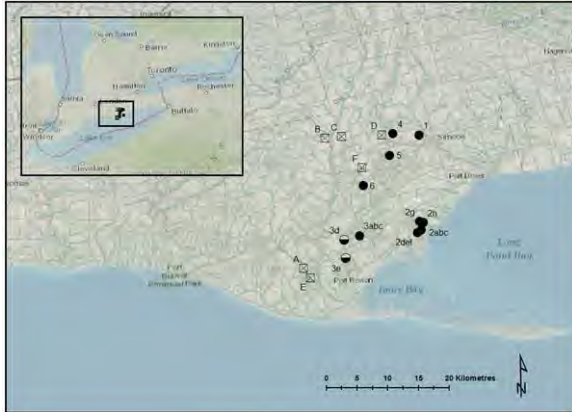 Owen Sound
Barrie
Kingston
Toronto
Hamilton
Rochester
Sarnia
Buffalo
Windsor
Lake Erie
Cleveland
B
C
D
4
1
Simcoe
5
F
6
Port Dover
2g
2h
2abc
2def
3abc
3d
3e
A
E
Port Rowan
Port Burwell Provincial Park
Inner Bay
Long Point Bay
0 5 10 15 20 Kilometres
N